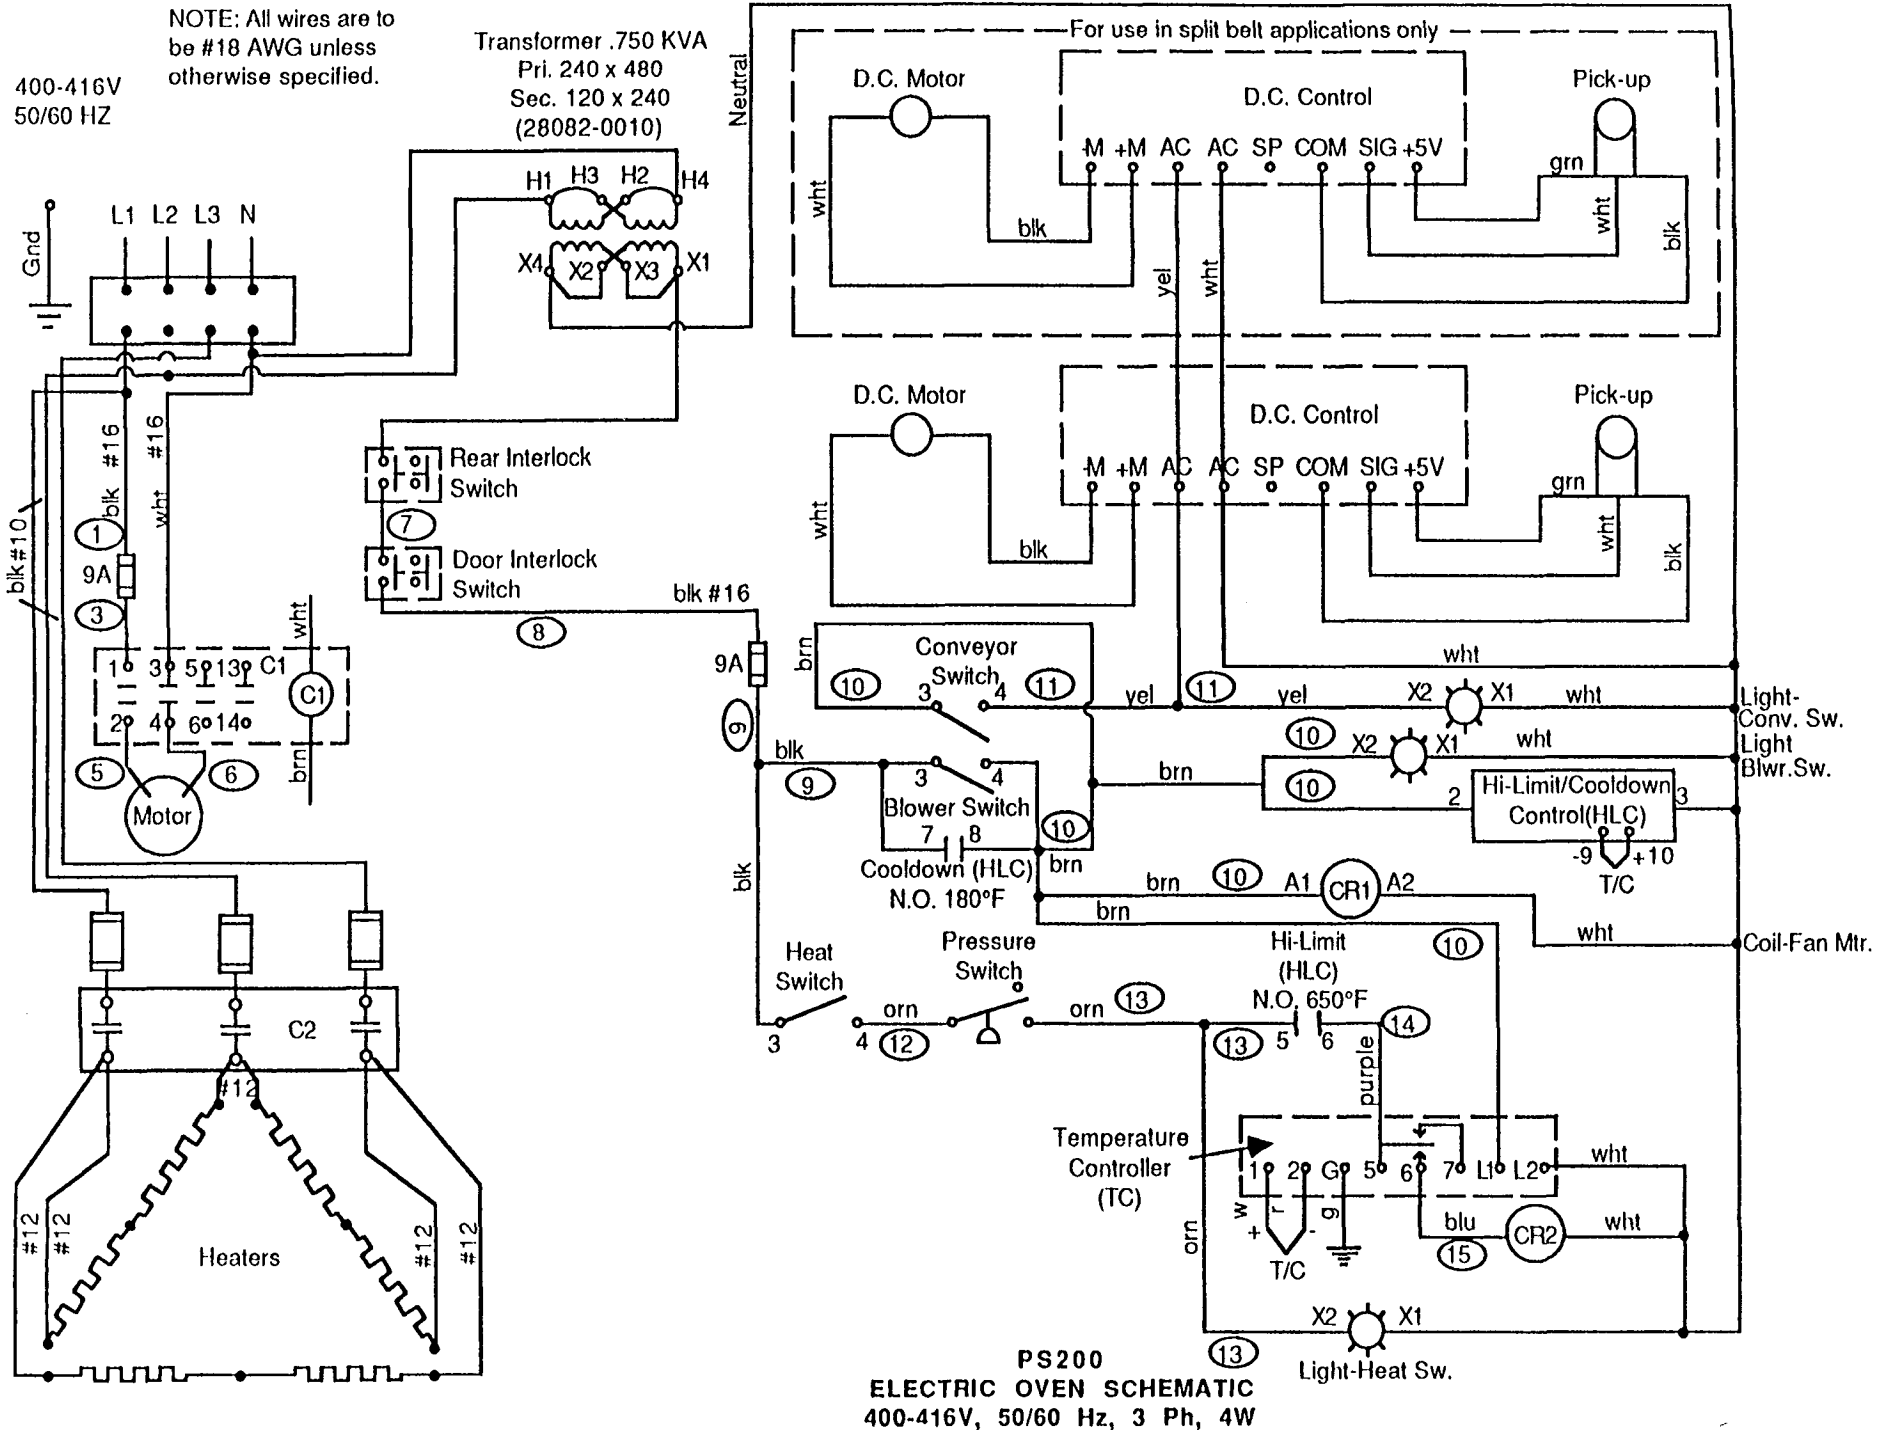 NOTE: All wires are to
be #18 AWG unless
otherwise specified.
400-416V
50/60 HZ
Transformer .750 KVA
Pri. 240 x 480
Sec. 120 x 240
(28082-0010)
Neutral
For use in split belt applications only
D.C. Motor
D.C. Control
Pick-up
-M +M AC AC SP COM SIG +5V
grn
wht
blk
wht
blk
yel
wht
H1 H3 H2 H4
X4 X2 X3 X1
Gnd
L1 L2 L3 N
D.C. Motor
D.C. Control
Pick-up
-M +M AC AC SP COM SIG +5V
grn
wht
blk
wht
blk
blk #16
wht #16
blk#10
1
9A
3
Rear Interlock
Switch
7
Door Interlock
Switch
8
blk #16
wht
1 3 5 13 C1
C1
2 4 6 14
brn
5
6
Motor
9A
9
brn
Conveyor
Switch
10
3 4
11
yel
11
yel
X2 X1
wht
wht
Light-
Conv. Sw.
blk
9
3 4
Blower Switch
7 8
Cooldown (HLC)
N.O. 180°F
10
brn
brn
10
X2 X1
wht
Light
Blwr.Sw.
10
2
Hi-Limit/Cooldown
Control(HLC)
3
-9 +10
T/C
brn
10
A1 CR1 A2
brn
10
wht
Coil-Fan Mtr.
blk
Heat
Switch
3 4
orn
12
Pressure
Switch
orn
13
13
Hi-Limit
(HLC)
N.O. 650°F
5 6
14
purple
C2
#12
#12
#12
#12
#12
Heaters
Temperature
Controller
(TC)
1 2 G 5 6 7 L1 L2
wht
w r g
+ -
T/C
blu
15
CR2
wht
orn
13
X2 X1
Light-Heat Sw.
PS200
ELECTRIC OVEN SCHEMATIC
400-416V, 50/60 Hz, 3 Ph, 4W